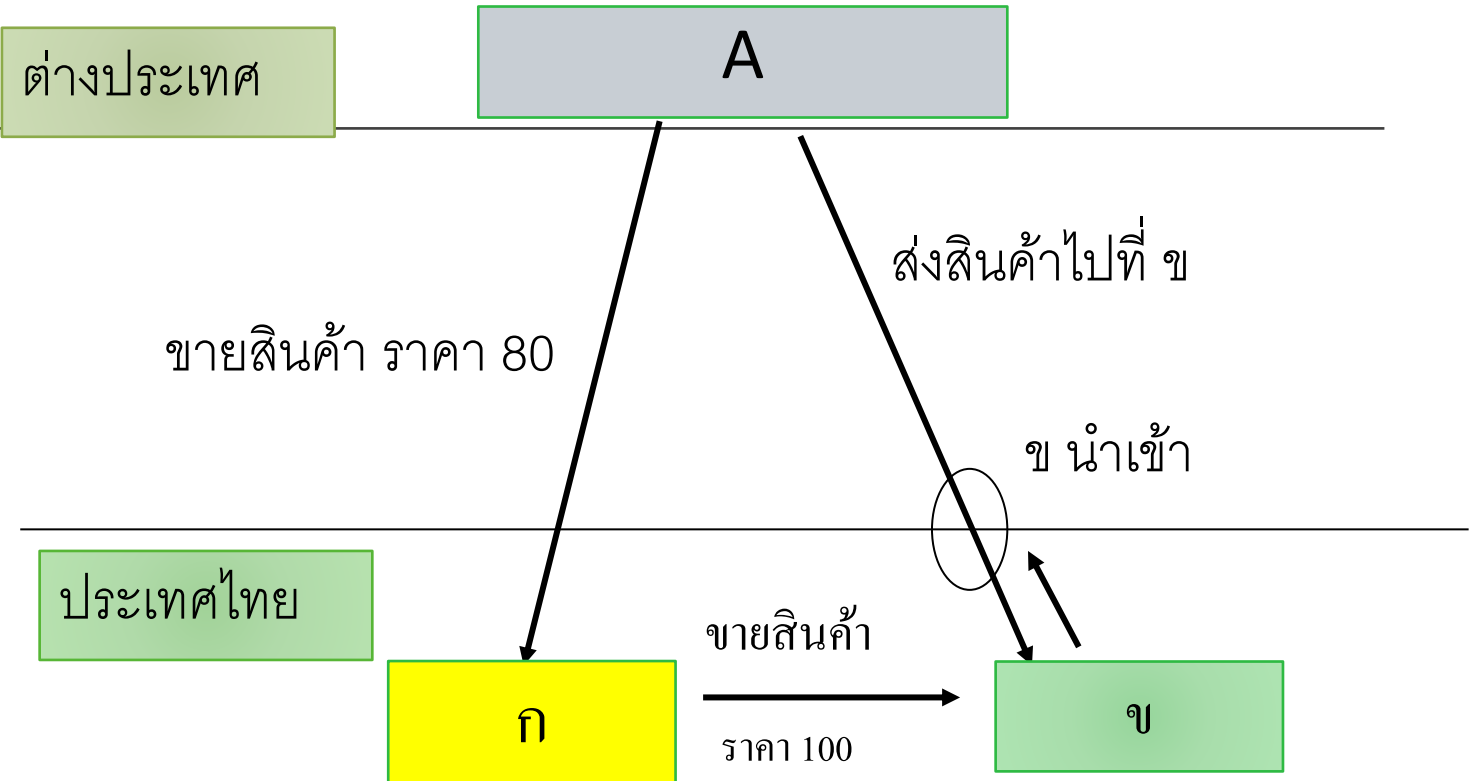 ต่างประเทศ
A
ส่งสินค้าไปที่ ข
ขายสินค้า ราคา 80
ข นำเข้า
ประเทศไทย
ขายสินค้า
ก
ราคา 100
ข